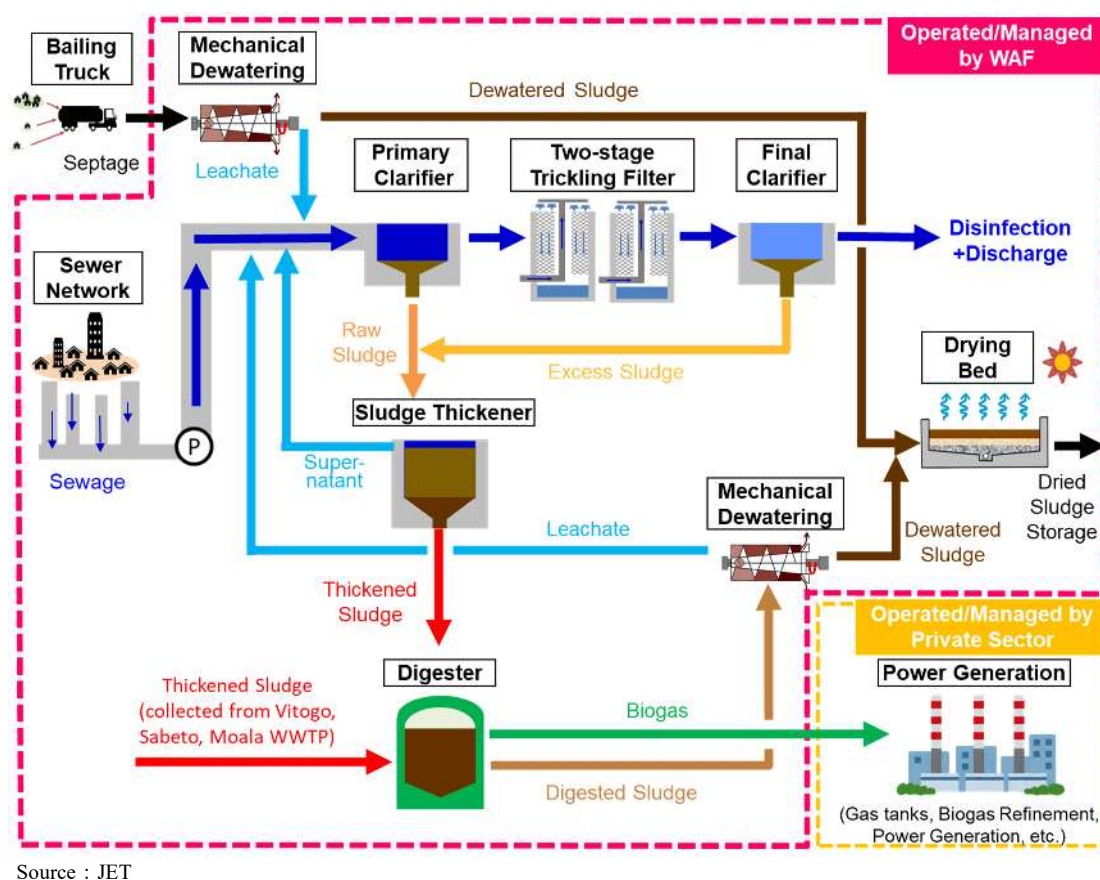 Operated/Managed
by WAF
Bailing
Truck
Mechanical
Dewatering
Septage
Leachate
Dewatered Sludge
Primary
Clarifier
Two-stage
Trickling Filter
Final
Clarifier
Disinfection
+Discharge
Sewer
Network
Sewage
P
Raw
Sludge
Excess Sludge
Drying
Bed
Sludge Thickener
Super-
natant
Dried
Sludge
Storage
Mechanical
Dewatering
Leachate
Dewatered
Sludge
Thickened
Sludge
Operated/Managed by
Private Sector
Digester
Power Generation
Thickened Sludge
(collected from Vitogo,
Sabeto, Moala WWTP)
Biogas
Digested Sludge
(Gas tanks, Biogas Refinement,
Power Generation, etc.)
Source : JET